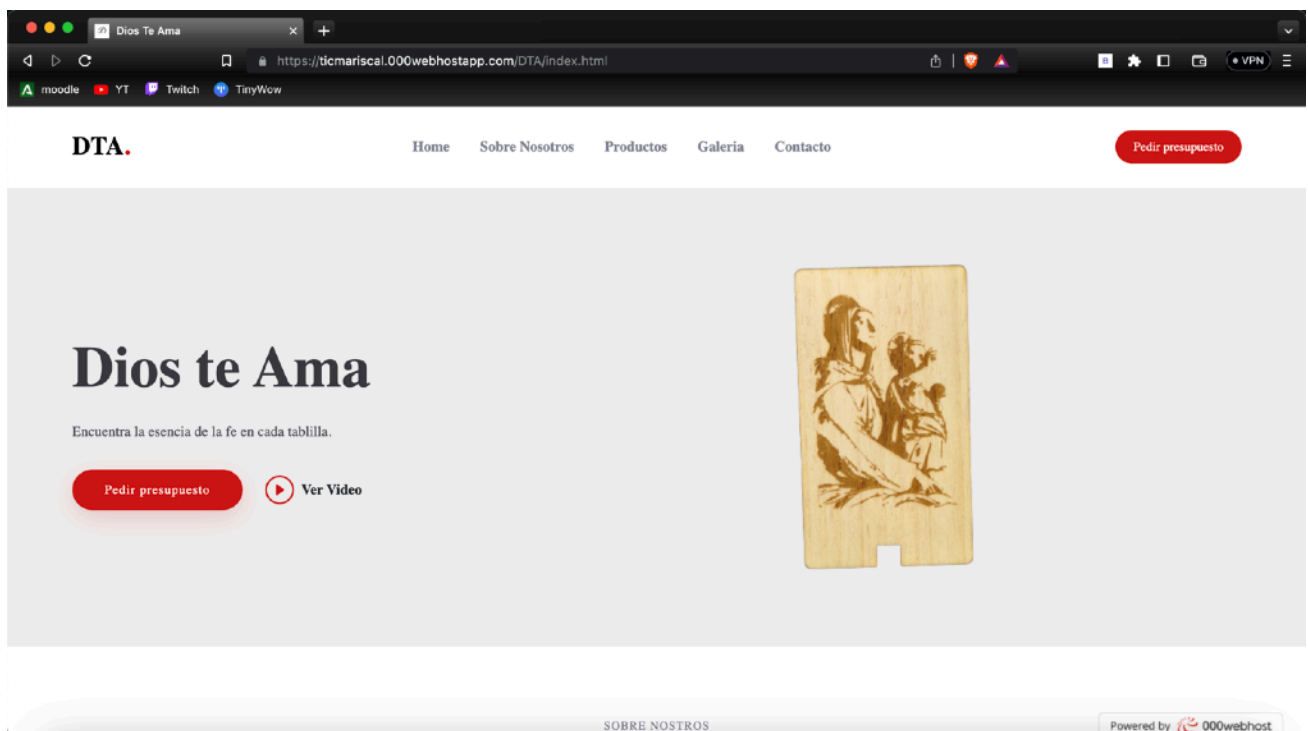 Dios Te Ama
https://ticmariscal.000webhostapp.com/DTA/index.html
VPN
moodle YT Twitch TinyWow
DTA.
Home Sobre Nosotros Productos Galeria Contacto
Pedir presupuesto
Dios te Ama
Encuentra la esencia de la fe en cada tablilla.
Pedir presupuesto
Ver Video
SOBRE NOSTROS
Powered by 000webhost